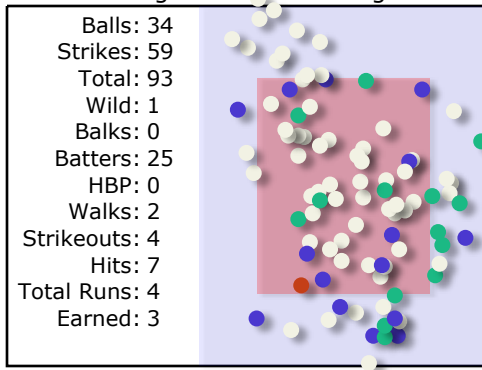 Balls: 34
Strikes: 59
Total: 93
Wild: 1
Balks: 0
Batters: 25
HBP: 0
Walks: 2
Strikeouts: 4
Hits: 7
Total Runs: 4
Earned: 3